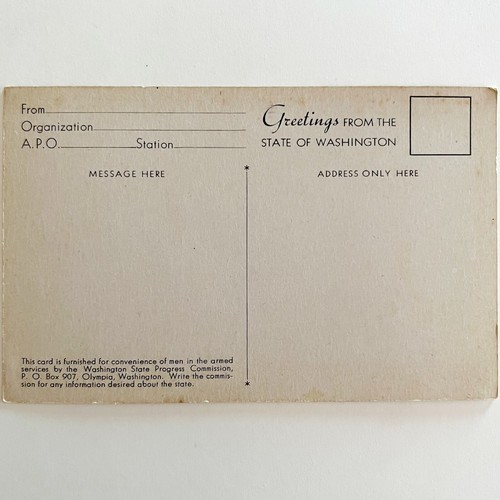 From
Organization
A.P.O. Station
Greetings FROM THE
STATE OF WASHINGTON
MESSAGE HERE
ADDRESS ONLY HERE
This card is furnished for convenience of men in the armed
services by the Washington State Progress Commission,
P. O. Box 907, Olympia, Washington. Write the commis-
sion for any information desired about the state.